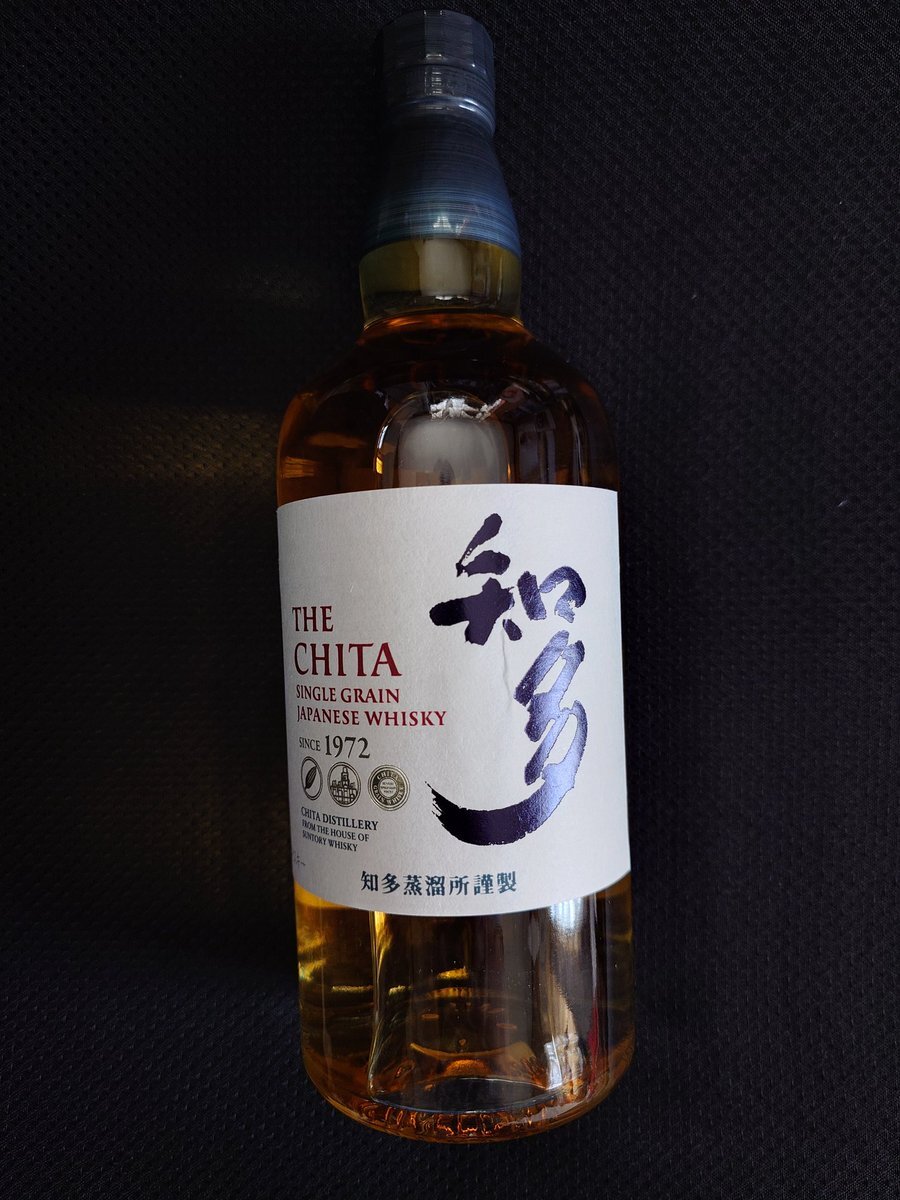 知多
THE
CHITA
SINGLE GRAIN
JAPANESE WHISKY
SINCE 1972
CHITA
CHITA DISTILLERY
FROM THE HOUSE OF
SUNTORY WHISKY
知多蒸溜所謹製